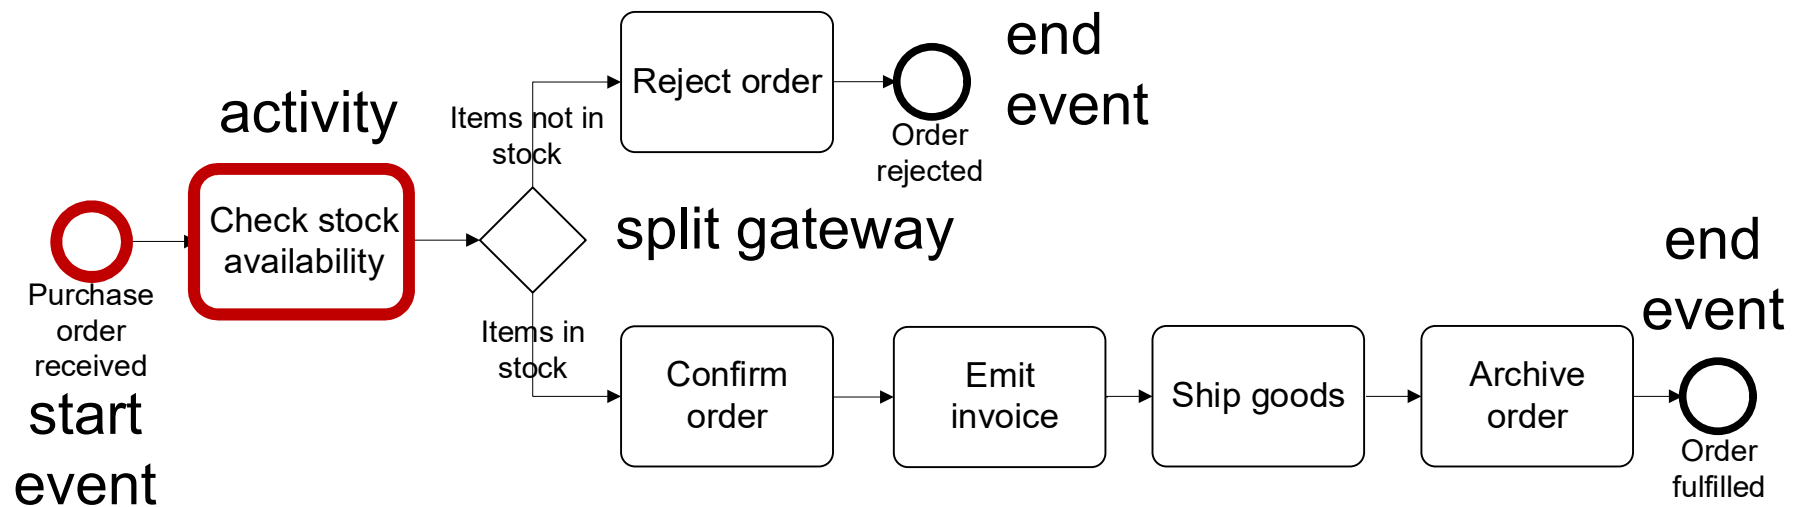 activity
Purchase
order
received
start
event
Check stock
availability
Items not in
stock
Items in
stock
split gateway
Reject order
Order
rejected
end
event
Confirm
order
Emit
invoice
Ship goods
Archive
order
end
event
Order
fulfilled